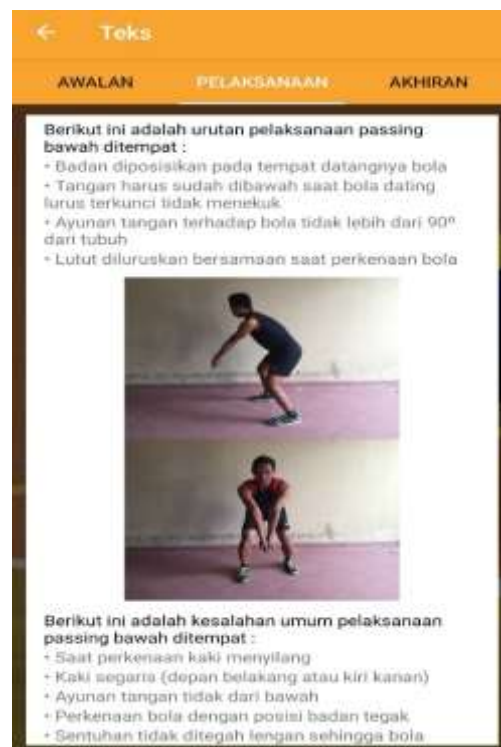 Teks
AWALAN PELAKSANAAN AKHIRAN
Berikut ini adalah urutan pelaksanaan passing
bawah ditempat :
• Badan diposisikan pada tempat datangnya bola
• Tangan harus sudah dibawah saat bola dating
lurus terkunci tidak menekuk
• Ayunan tangan terhadap bola tidak lebih dari 90º
dari tubuh
• Lutut diluruskan bersamaan saat perkenaan bola
Berikut ini adalah kesalahan umum pelaksanaan
passing bawah ditempat :
• Saat perkenaan kaki menyilang
• Kaki segaris (depan belakang atau kiri kanan)
• Ayunan tangan tidak dari bawah
• Perkenaan bola dengan posisi badan tegak
• Sentuhan tidak ditegah lengan sehingga bola